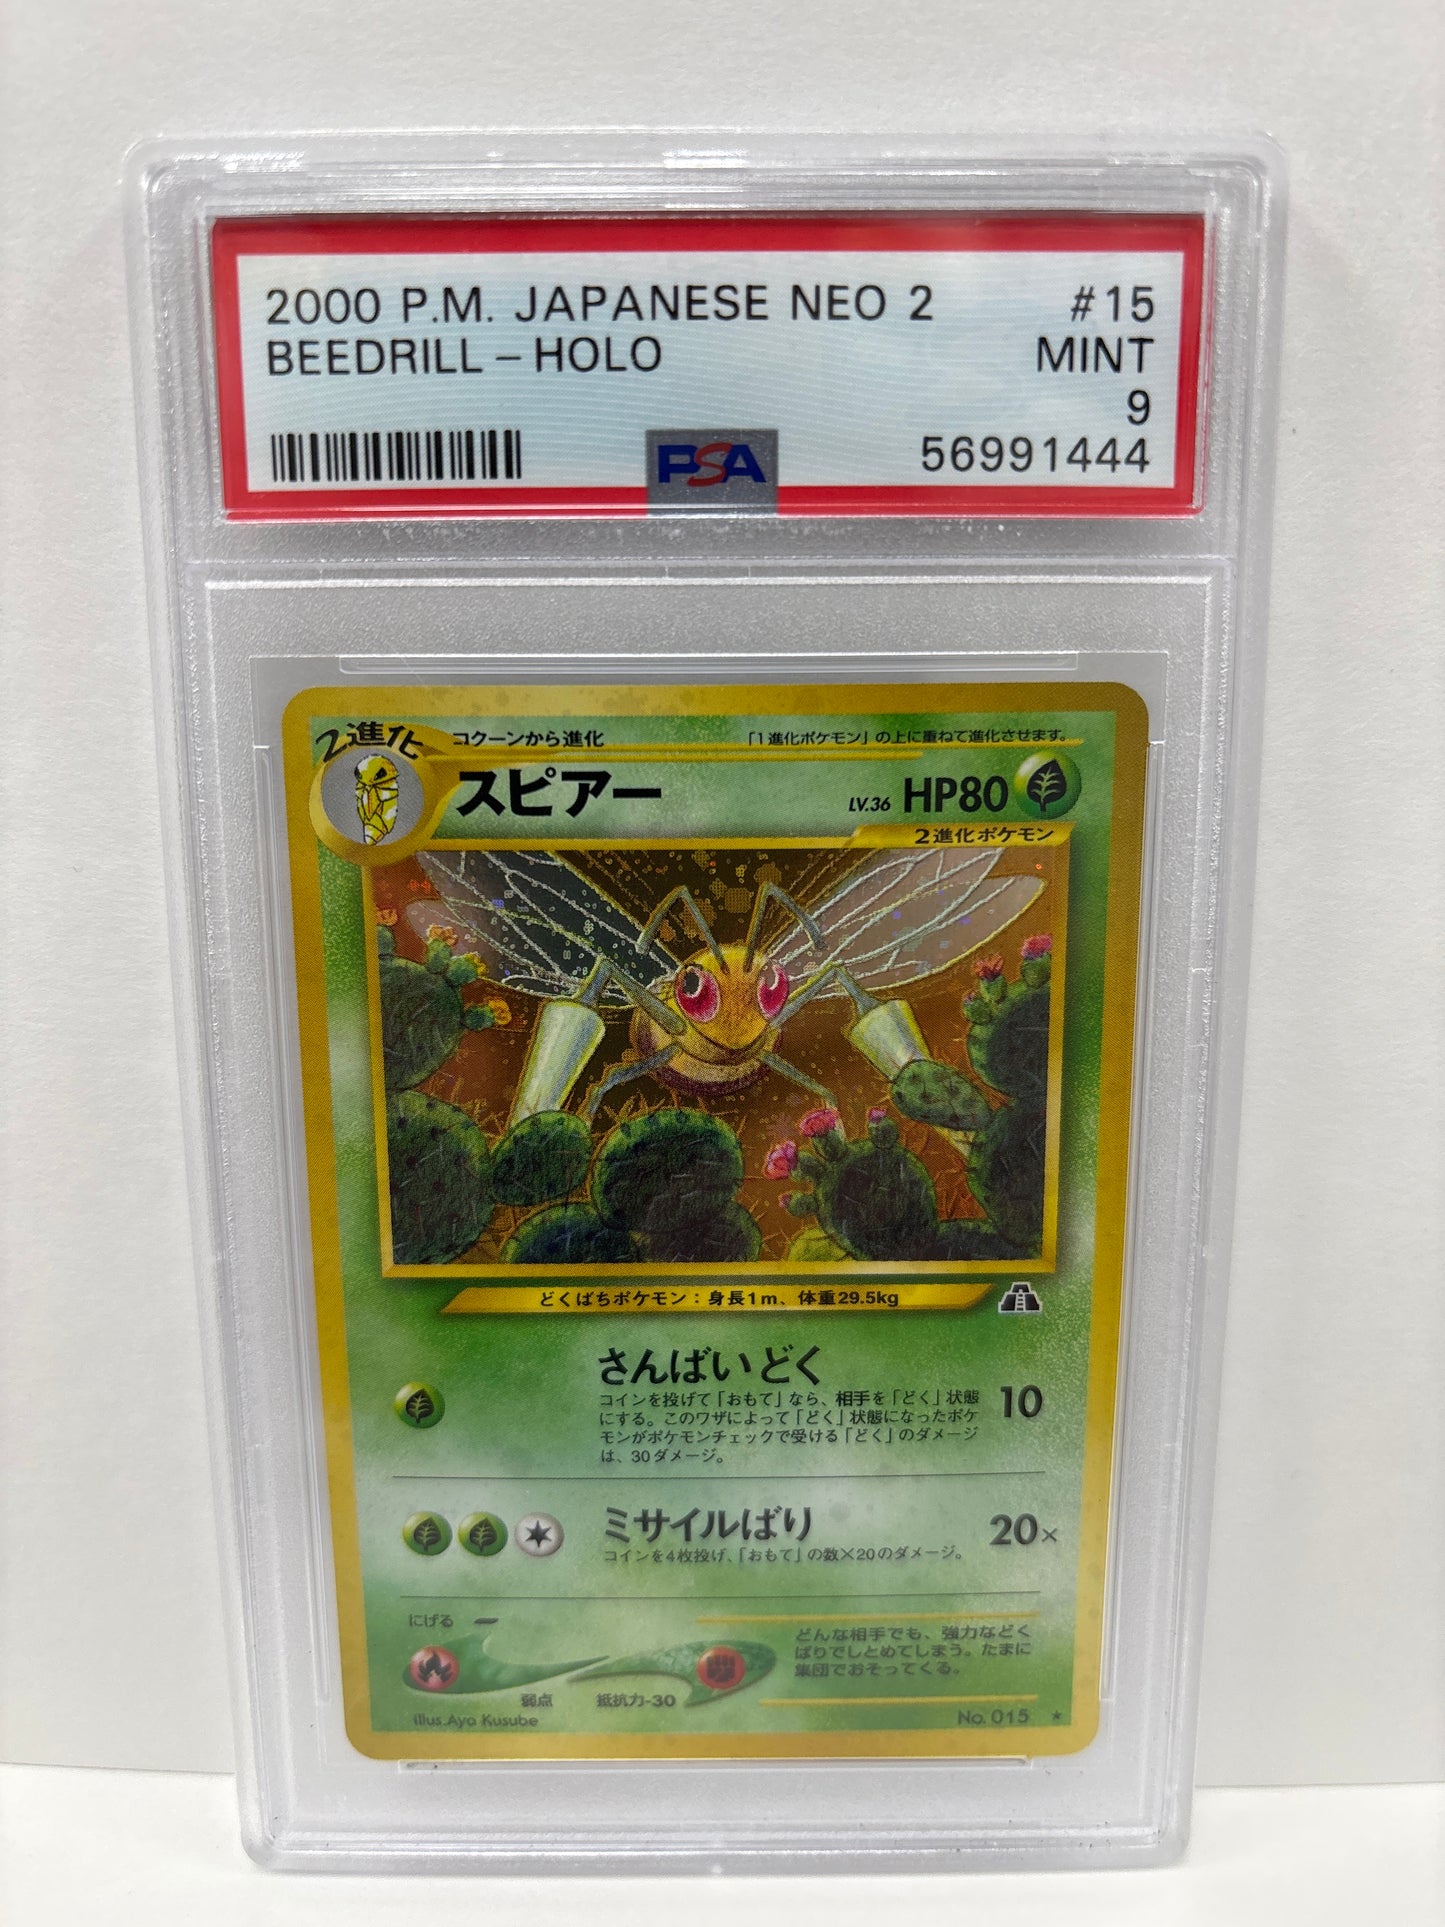 2000 P.M. JAPANESE NEO 2 #15
BEEDRILL – HOLO MINT
9
PSA 56991444
2進化 コクーンから進化 「1進化ポケモン」の上に重ねて進化させます。
スピアー LV.36 HP80
2進化ポケモン
どくばちポケモン：身長1m、体重29.5kg
さんばいどく
コインを投げて「おもて」なら、相手を「どく」状態
にする。このワザによって「どく」状態になったポケ
モンがポケモンチェックで受ける「どく」のダメージ
は、30ダメージ。
10
ミサイルばり
コインを4枚投げ、「おもて」の数×20のダメージ。
20×
にげる
弱点 抵抗力-30
どんな相手でも、強力などく
ばりでしとめてしまう。たまに
集団でおそってくる。
illus.Aya Kusube No. 015 ★